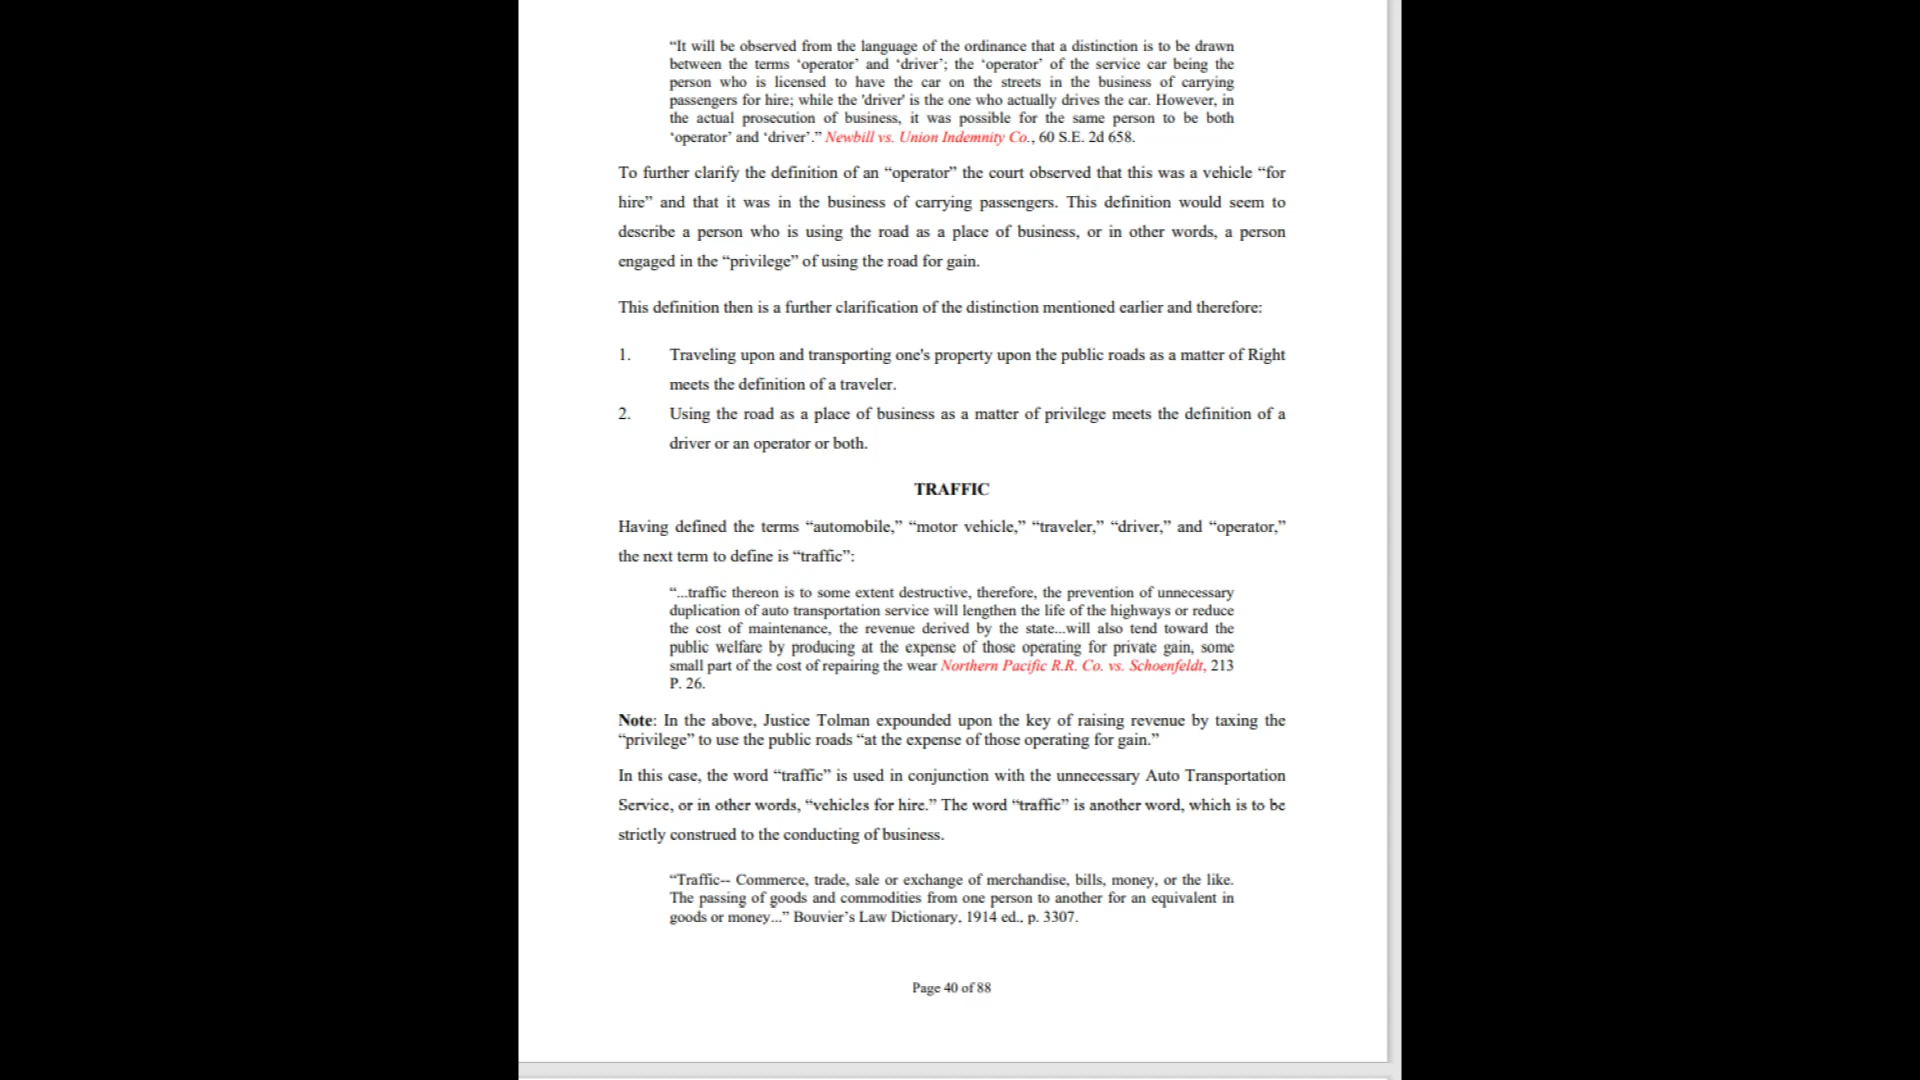 “It will be observed from the language of the ordinance that a distinction is to be drawn
between the terms ‘operator’ and ‘driver’; the ‘operator’ of the service car being the
person who is licensed to have the car on the streets in the business of carrying
passengers for hire; while the 'driver' is the one who actually drives the car. However, in
the actual prosecution of business, it was possible for the same person to be both
‘operator’ and ‘driver’.” Newbill vs. Union Indemnity Co., 60 S.E. 2d 658.
To further clarify the definition of an “operator” the court observed that this was a vehicle “for
hire” and that it was in the business of carrying passengers. This definition would seem to
describe a person who is using the road as a place of business, or in other words, a person
engaged in the “privilege” of using the road for gain.
This definition then is a further clarification of the distinction mentioned earlier and therefore:
1. Traveling upon and transporting one's property upon the public roads as a matter of Right
meets the definition of a traveler.
2. Using the road as a place of business as a matter of privilege meets the definition of a
driver or an operator or both.
TRAFFIC
Having defined the terms “automobile,” “motor vehicle,” “traveler,” “driver,” and “operator,”
the next term to define is “traffic”:
“...traffic thereon is to some extent destructive, therefore, the prevention of unnecessary
duplication of auto transportation service will lengthen the life of the highways or reduce
the cost of maintenance, the revenue derived by the state...will also tend toward the
public welfare by producing at the expense of those operating for private gain, some
small part of the cost of repairing the wear Northern Pacific R.R. Co. vs. Schoenfeldt, 213
P. 26.
Note: In the above, Justice Tolman expounded upon the key of raising revenue by taxing the
“privilege” to use the public roads “at the expense of those operating for gain.”
In this case, the word “traffic” is used in conjunction with the unnecessary Auto Transportation
Service, or in other words, “vehicles for hire.” The word “traffic” is another word, which is to be
strictly construed to the conducting of business.
“Traffic-- Commerce, trade, sale or exchange of merchandise, bills, money, or the like.
The passing of goods and commodities from one person to another for an equivalent in
goods or money...” Bouvier’s Law Dictionary, 1914 ed., p. 3307.
Page 40 of 88